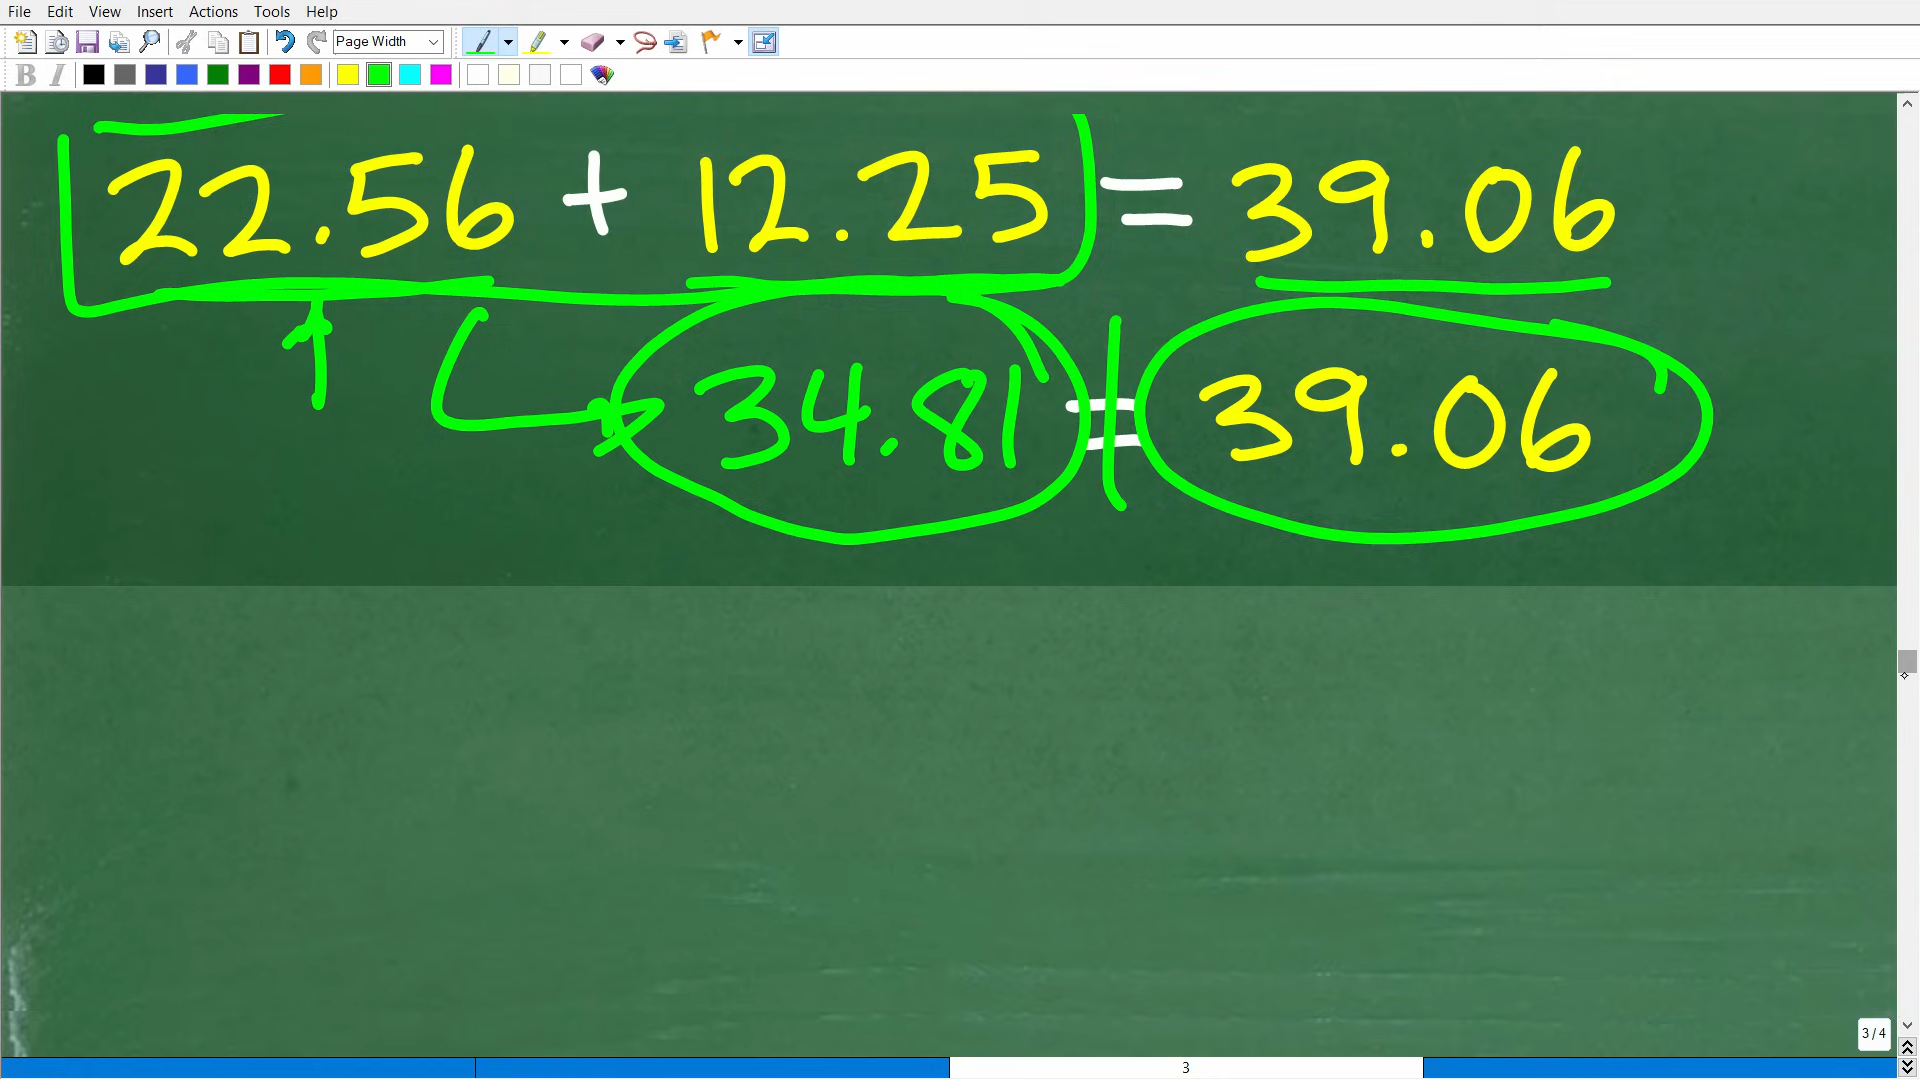 File Edit View Insert Actions Tools Help
Page Width
B I
22.56 + 12.25 = 39.06
34.81 ≠ 39.06
3 / 4
3